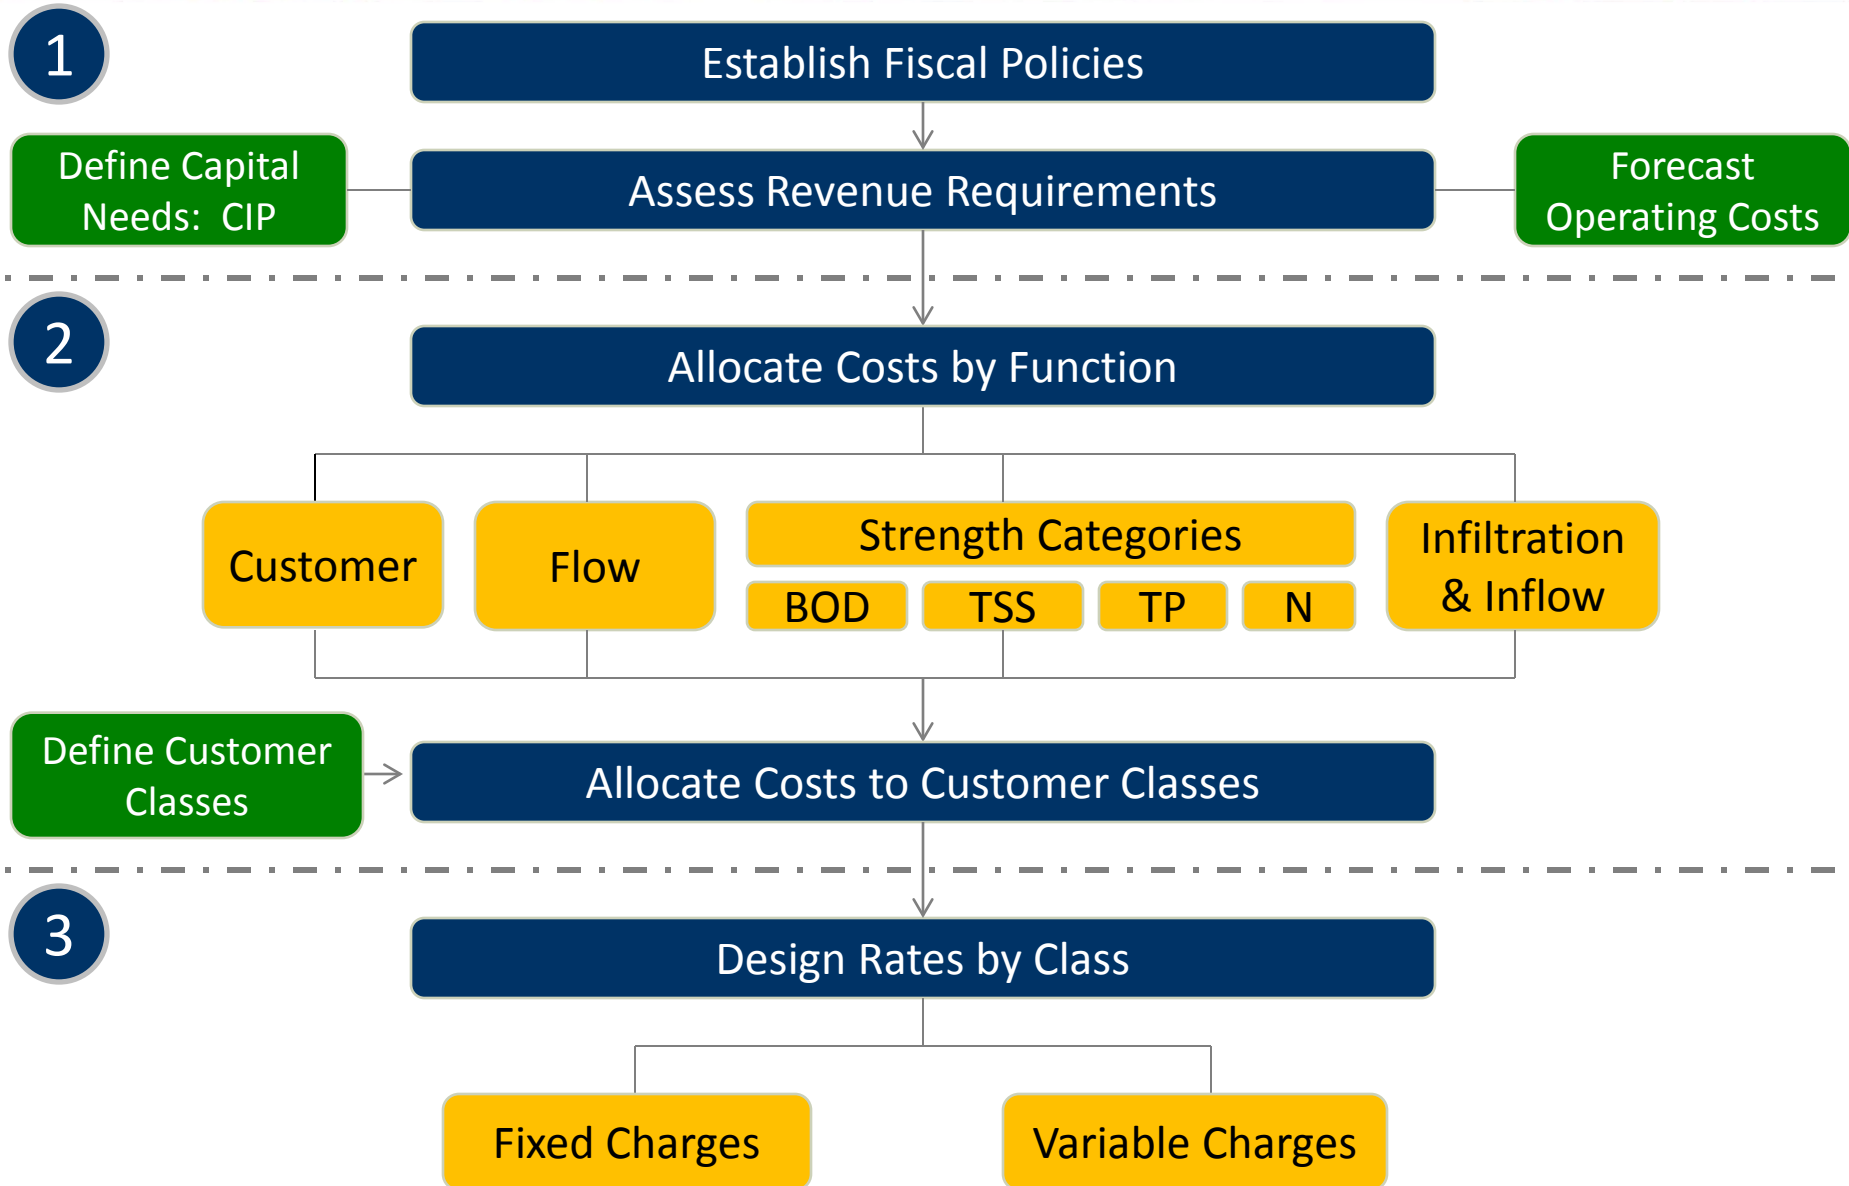 1
Establish Fiscal Policies
Define Capital
Needs: CIP
Assess Revenue Requirements
Forecast
Operating Costs
2
Allocate Costs by Function
Customer
Flow
Strength Categories
BOD
TSS
TP
N
Infiltration
& Inflow
Define Customer
Classes
Allocate Costs to Customer Classes
3
Design Rates by Class
Fixed Charges
Variable Charges